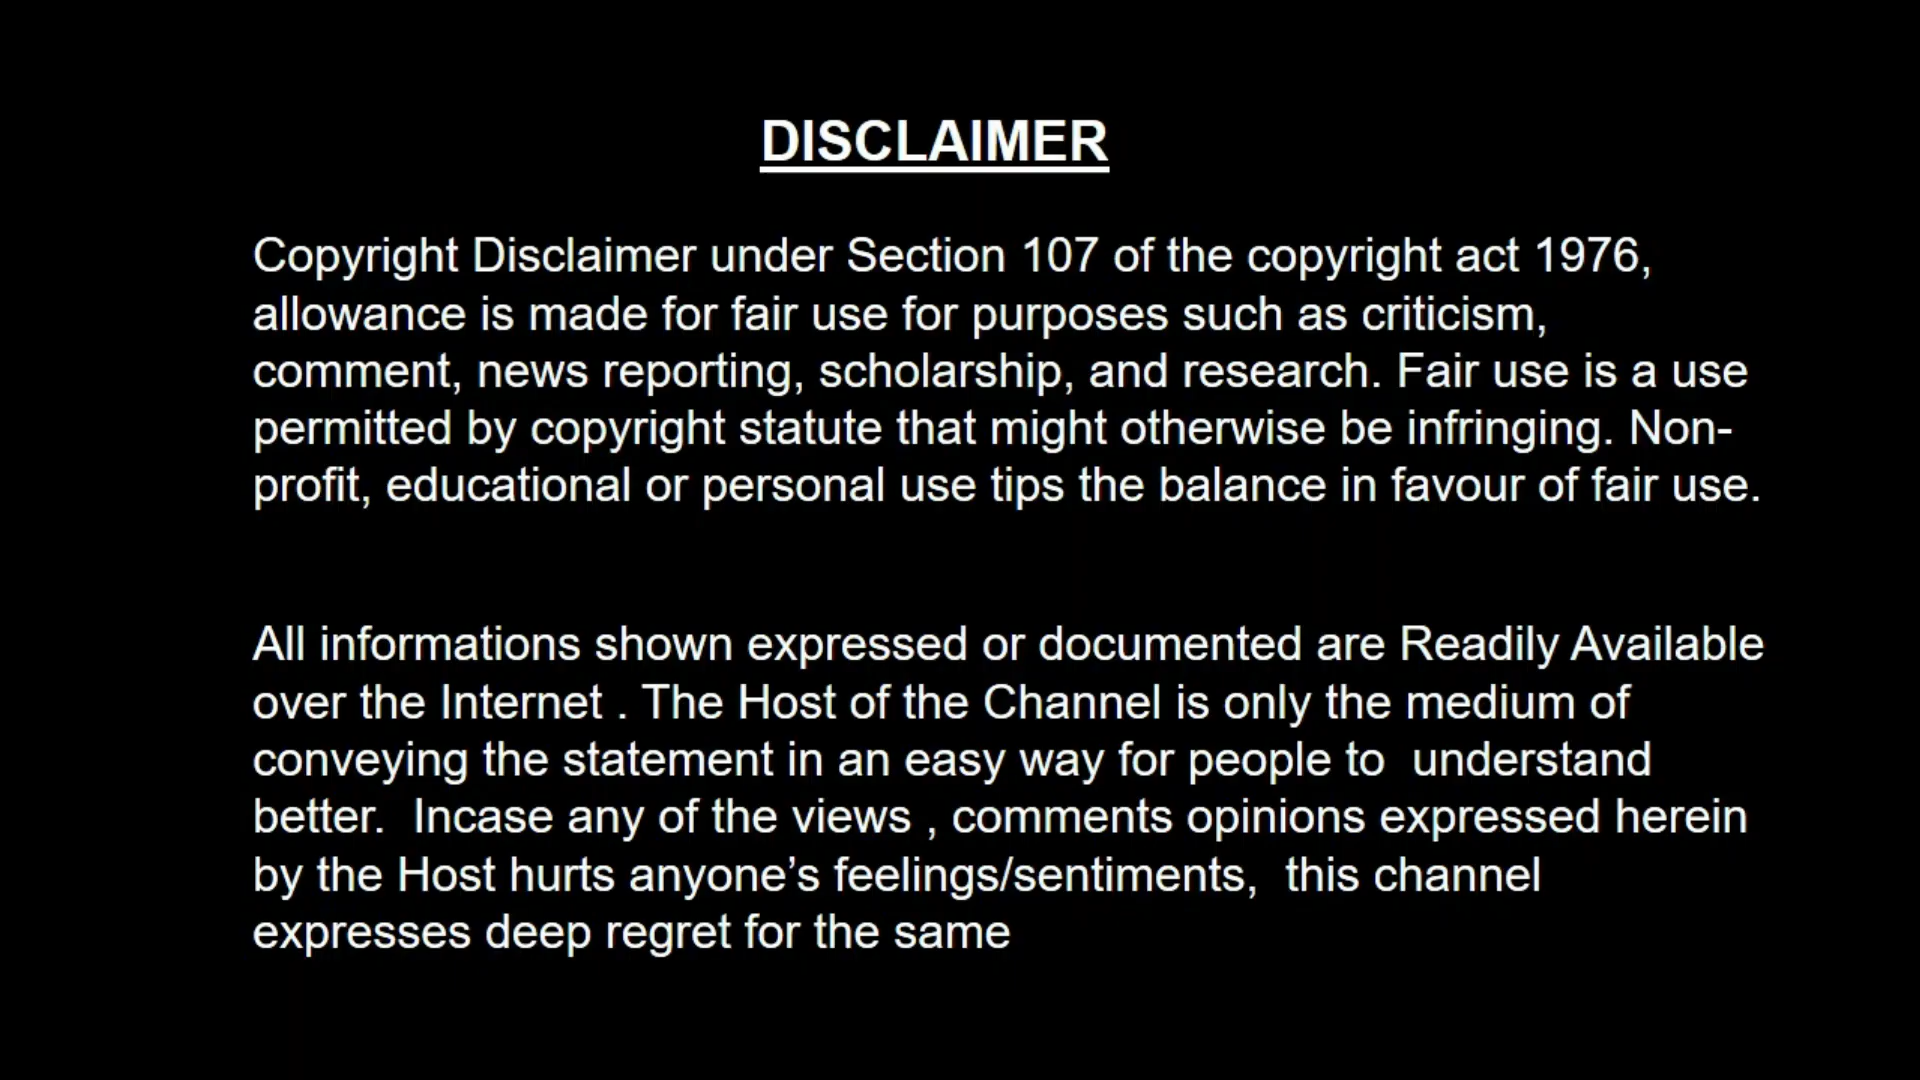 DISCLAIMER
Copyright Disclaimer under Section 107 of the copyright act 1976,
allowance is made for fair use for purposes such as criticism,
comment, news reporting, scholarship, and research. Fair use is a use
permitted by copyright statute that might otherwise be infringing. Non-
profit, educational or personal use tips the balance in favour of fair use.
All informations shown expressed or documented are Readily Available
over the Internet . The Host of the Channel is only the medium of
conveying the statement in an easy way for people to  understand
better.  Incase any of the views , comments opinions expressed herein
by the Host hurts anyone’s feelings/sentiments,  this channel
expresses deep regret for the same